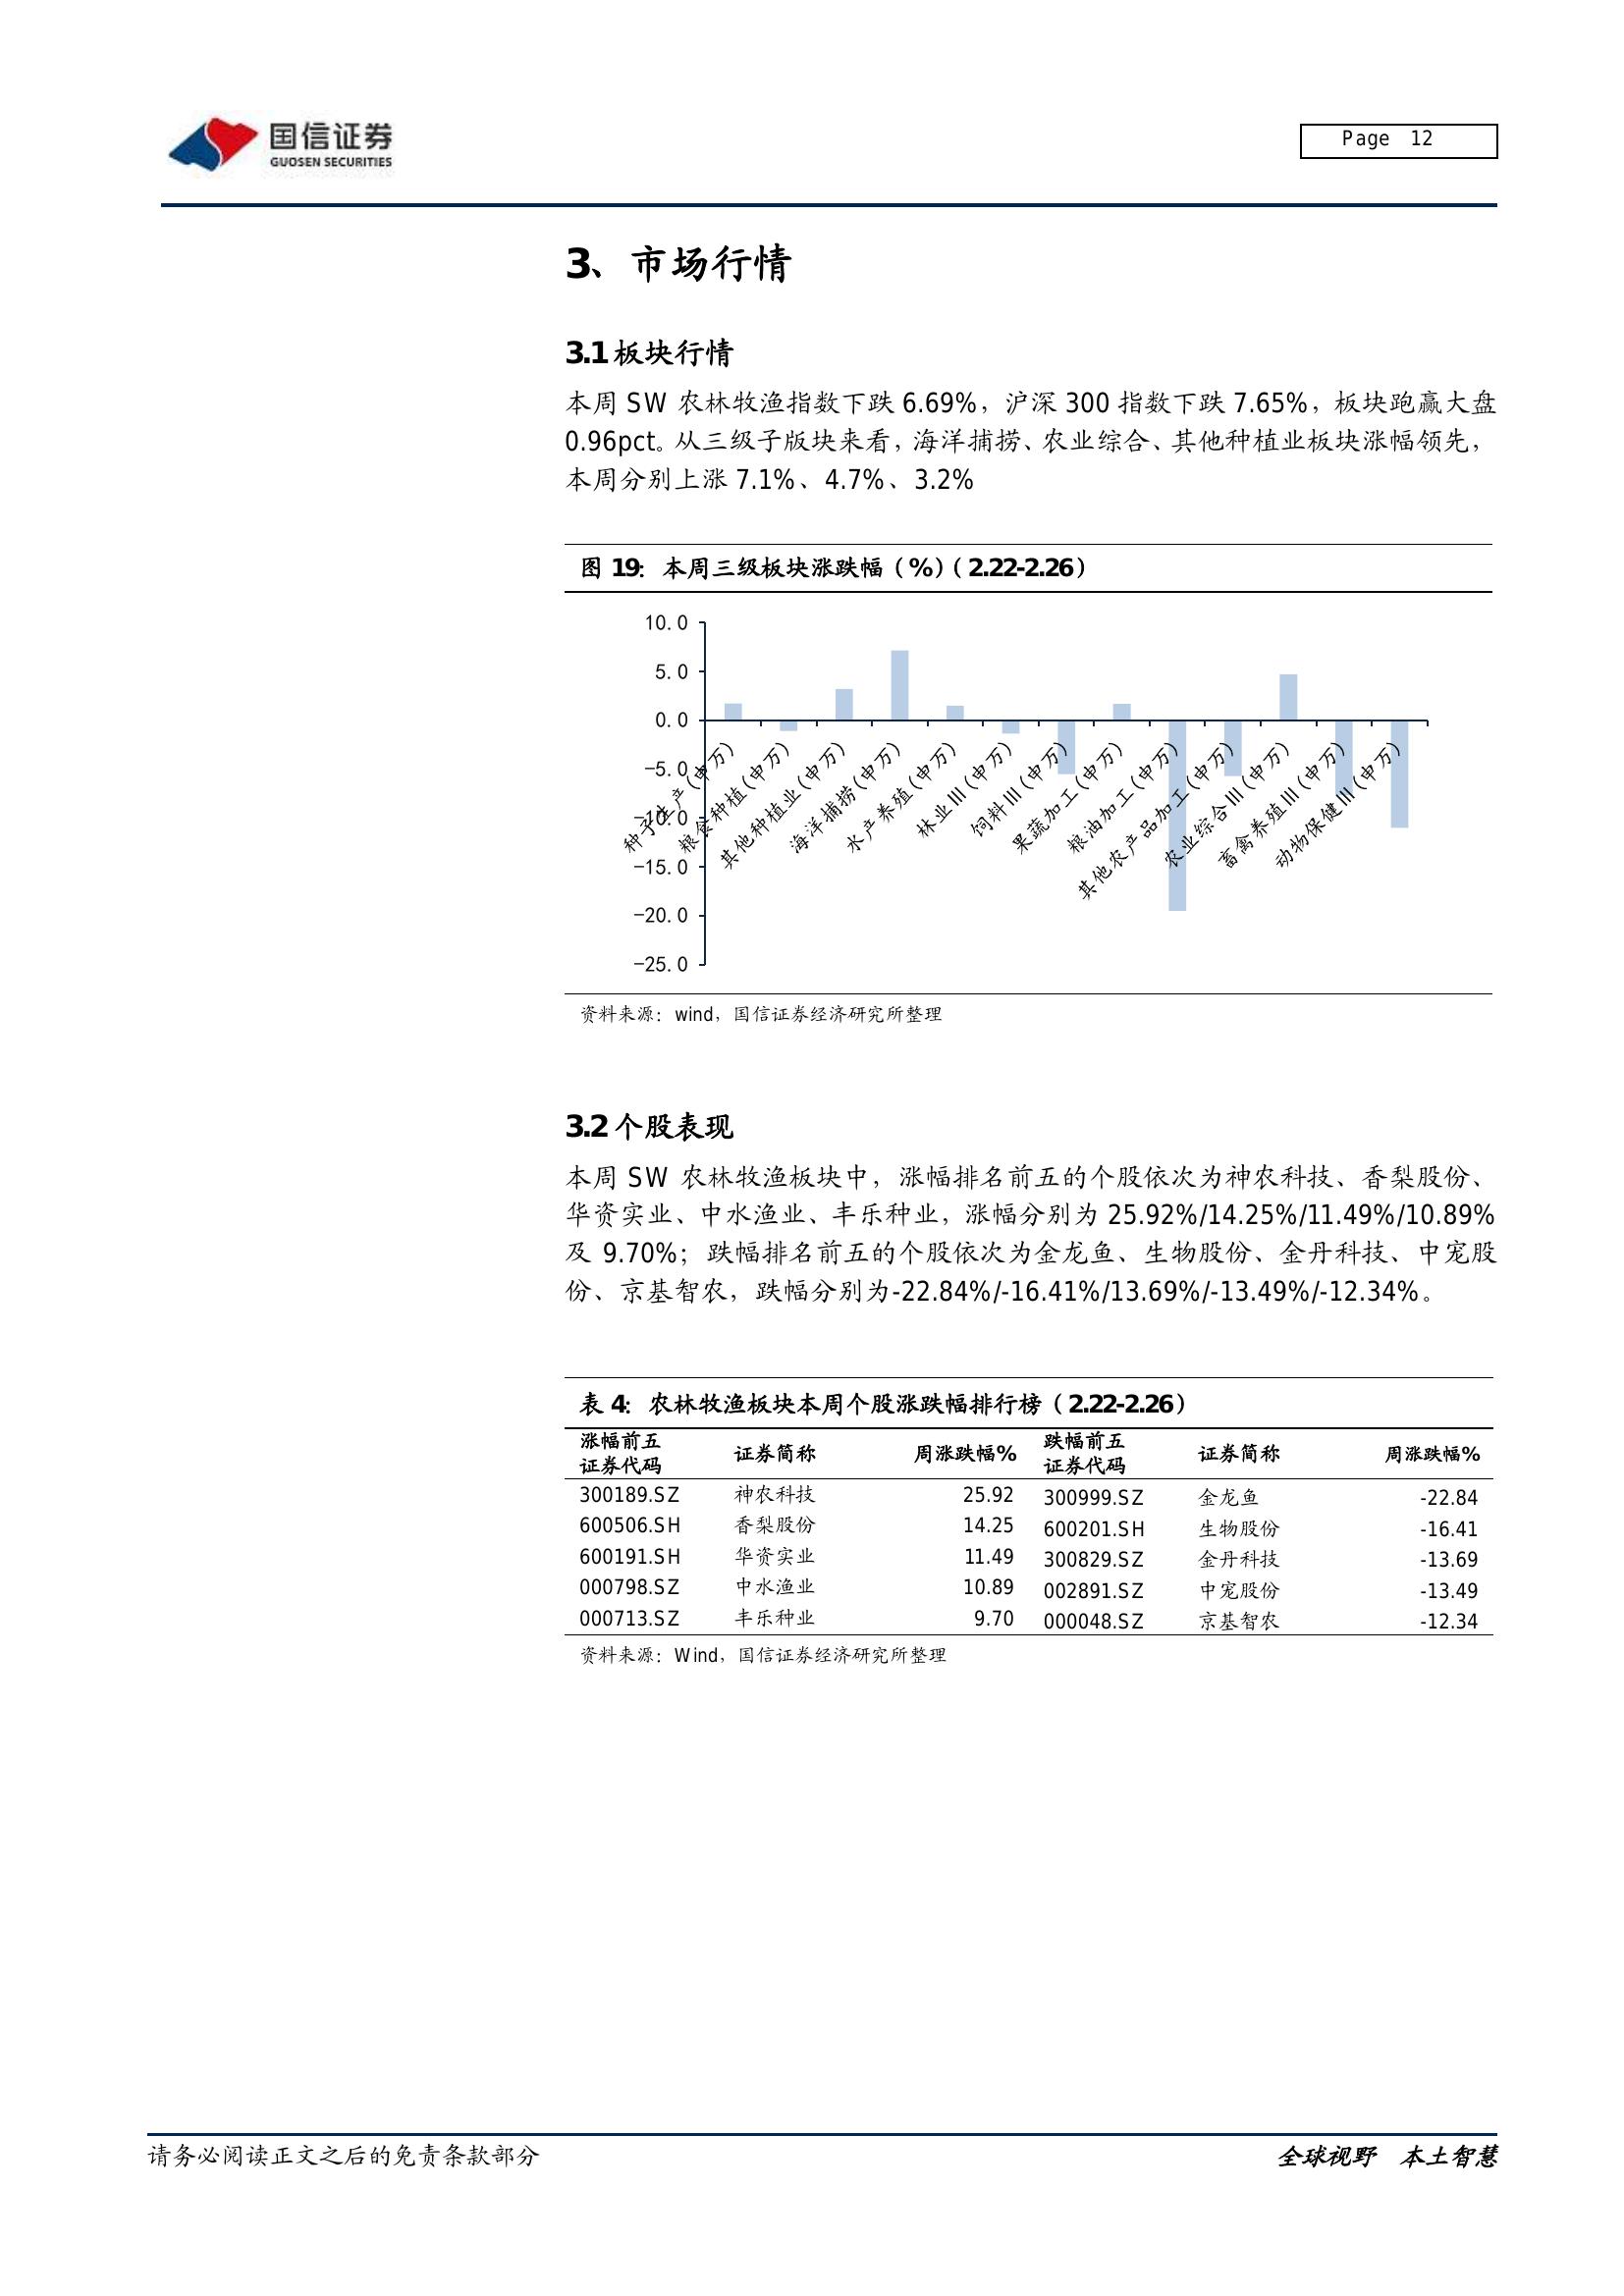 国信证券
GUOSEN SECURITIES
Page 12
3、市场行情
3.1 板块行情
本周 SW 农林牧渔指数下跌 6.69%，沪深 300 指数下跌 7.65%，板块跑赢大盘
0.96pct。从三级子版块来看，海洋捕捞、农业综合、其他种植业板块涨幅领先，
本周分别上涨 7.1%、4.7%、3.2%
图 19：本周三级板块涨跌幅（%）（2.22-2.26）
10.0
5.0
0.0
-5.0
-10.0
-15.0
-20.0
-25.0
种子生产(申万)
粮食种植(申万)
其他种植业(申万)
海洋捕捞(申万)
水产养殖(申万)
林业Ⅲ(申万)
饲料Ⅲ(申万)
果蔬加工(申万)
粮油加工(申万)
其他农产品加工(申万)
农业综合Ⅲ(申万)
畜禽养殖Ⅲ(申万)
动物保健Ⅲ(申万)
资料来源：wind，国信证券经济研究所整理
3.2 个股表现
本周 SW 农林牧渔板块中，涨幅排名前五的个股依次为神农科技、香梨股份、
华资实业、中水渔业、丰乐种业，涨幅分别为 25.92%/14.25%/11.49%/10.89%
及 9.70%；跌幅排名前五的个股依次为金龙鱼、生物股份、金丹科技、中宠股
份、京基智农，跌幅分别为-22.84%/-16.41%/13.69%/-13.49%/-12.34%。
表 4：农林牧渔板块本周个股涨跌幅排行榜（2.22-2.26）
涨幅前五 证券代码 证券简称 周涨跌幅% 跌幅前五 证券代码 证券简称 周涨跌幅%
300189.SZ 神农科技 25.92 300999.SZ 金龙鱼 -22.84
600506.SH 香梨股份 14.25 600201.SH 生物股份 -16.41
600191.SH 华资实业 11.49 300829.SZ 金丹科技 -13.69
000798.SZ 中水渔业 10.89 002891.SZ 中宠股份 -13.49
000713.SZ 丰乐种业 9.70 000048.SZ 京基智农 -12.34
资料来源：Wind，国信证券经济研究所整理
请务必阅读正文之后的免责条款部分
全球视野 本土智慧